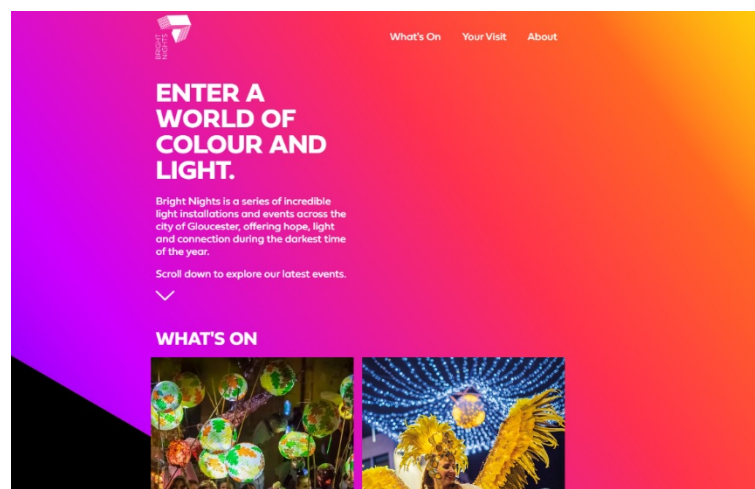 BRIGHT
NIGHTS
What's On
Your Visit
About
ENTER A
WORLD OF
COLOUR AND
LIGHT.
Bright Nights is a series of incredible
light installations and events across the
city of Gloucester, offering hope, light
and connection during the darkest time
of the year.
Scroll down to explore our latest events.
WHAT'S ON